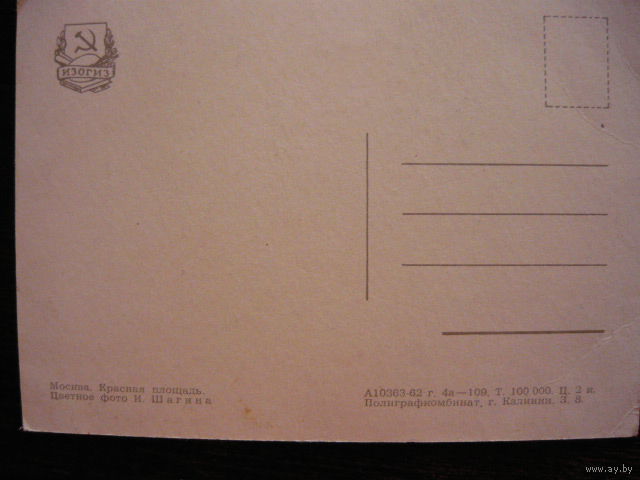 ИЗОГИЗ
Москва. Красная площадь.
Цветное фото И. Шагина
А10363-62 г. 4а—109. Т. 100 000. Ц. 2 к.
Полиграфкомбинат, г. Калинин. З. 8.
www.ay.by